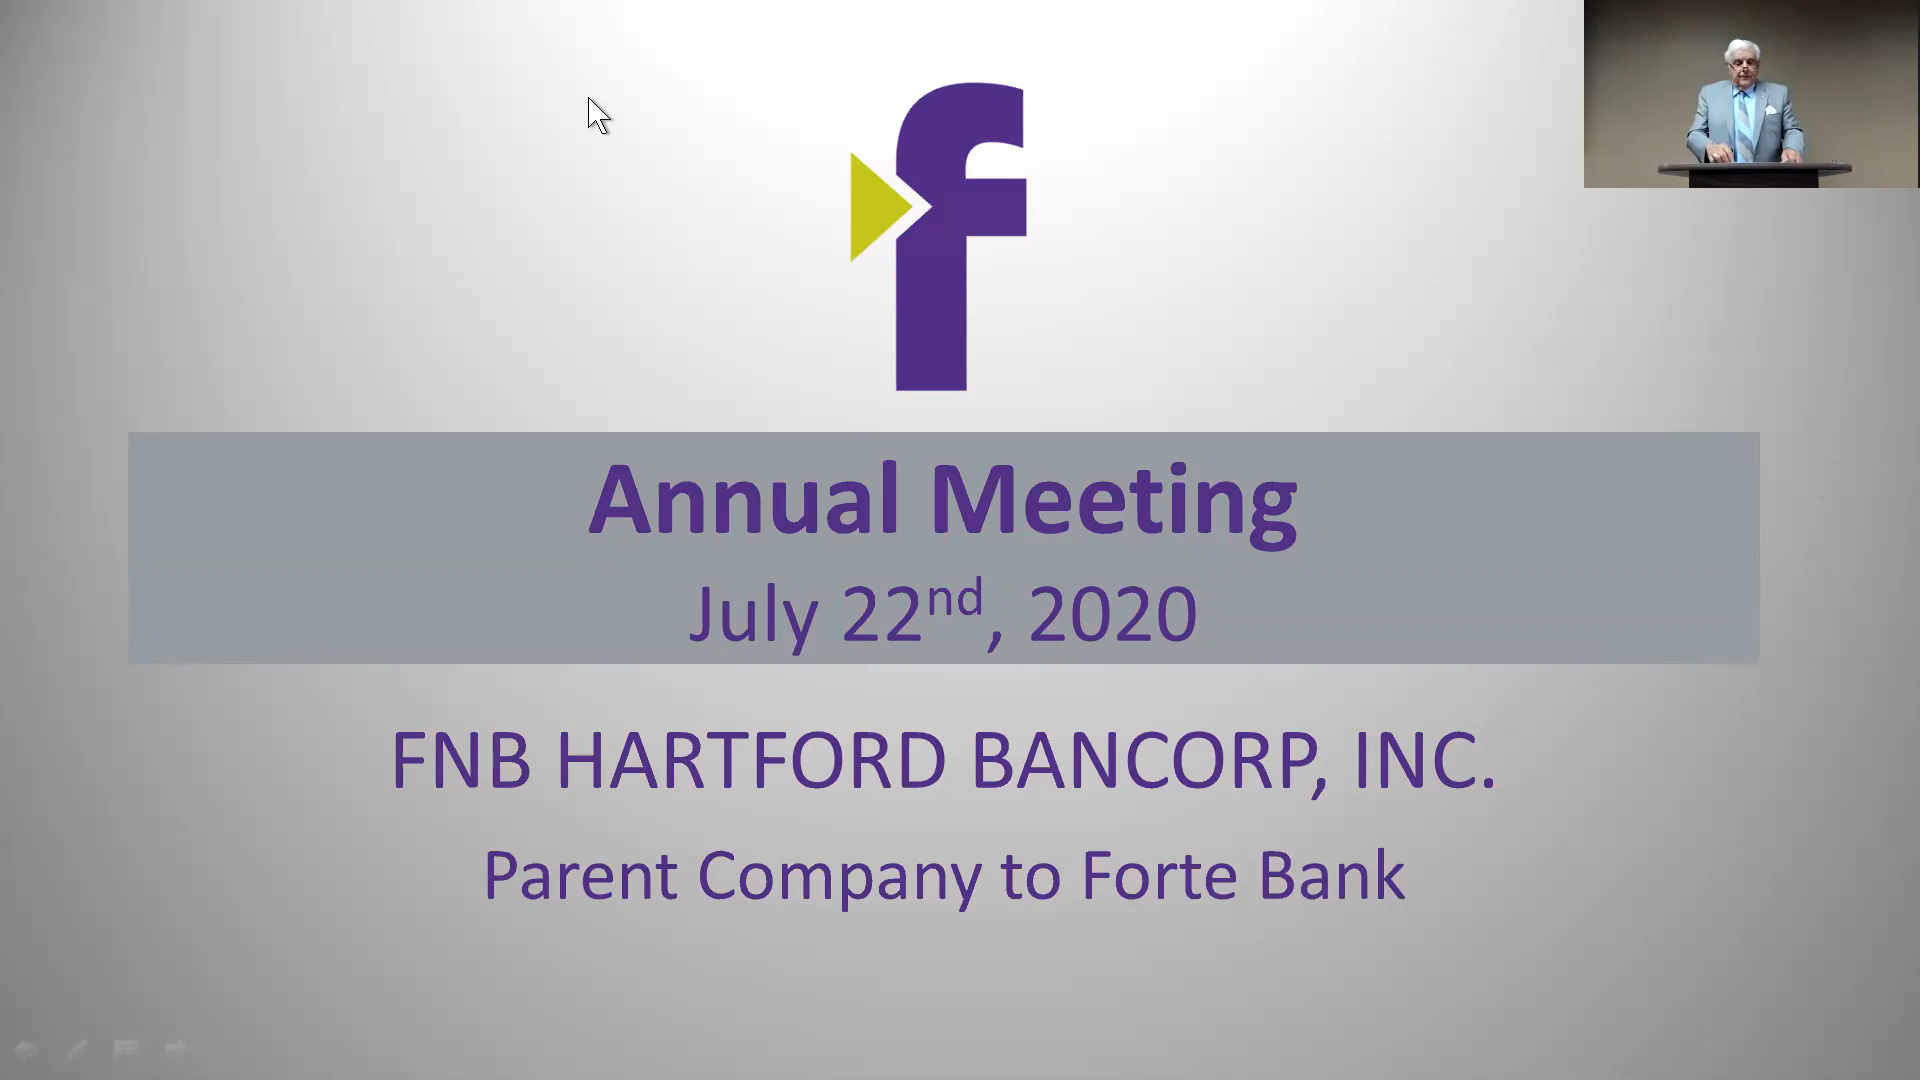 f
Annual Meeting
July 22nd, 2020
FNB HARTFORD BANCORP, INC.
Parent Company to Forte Bank